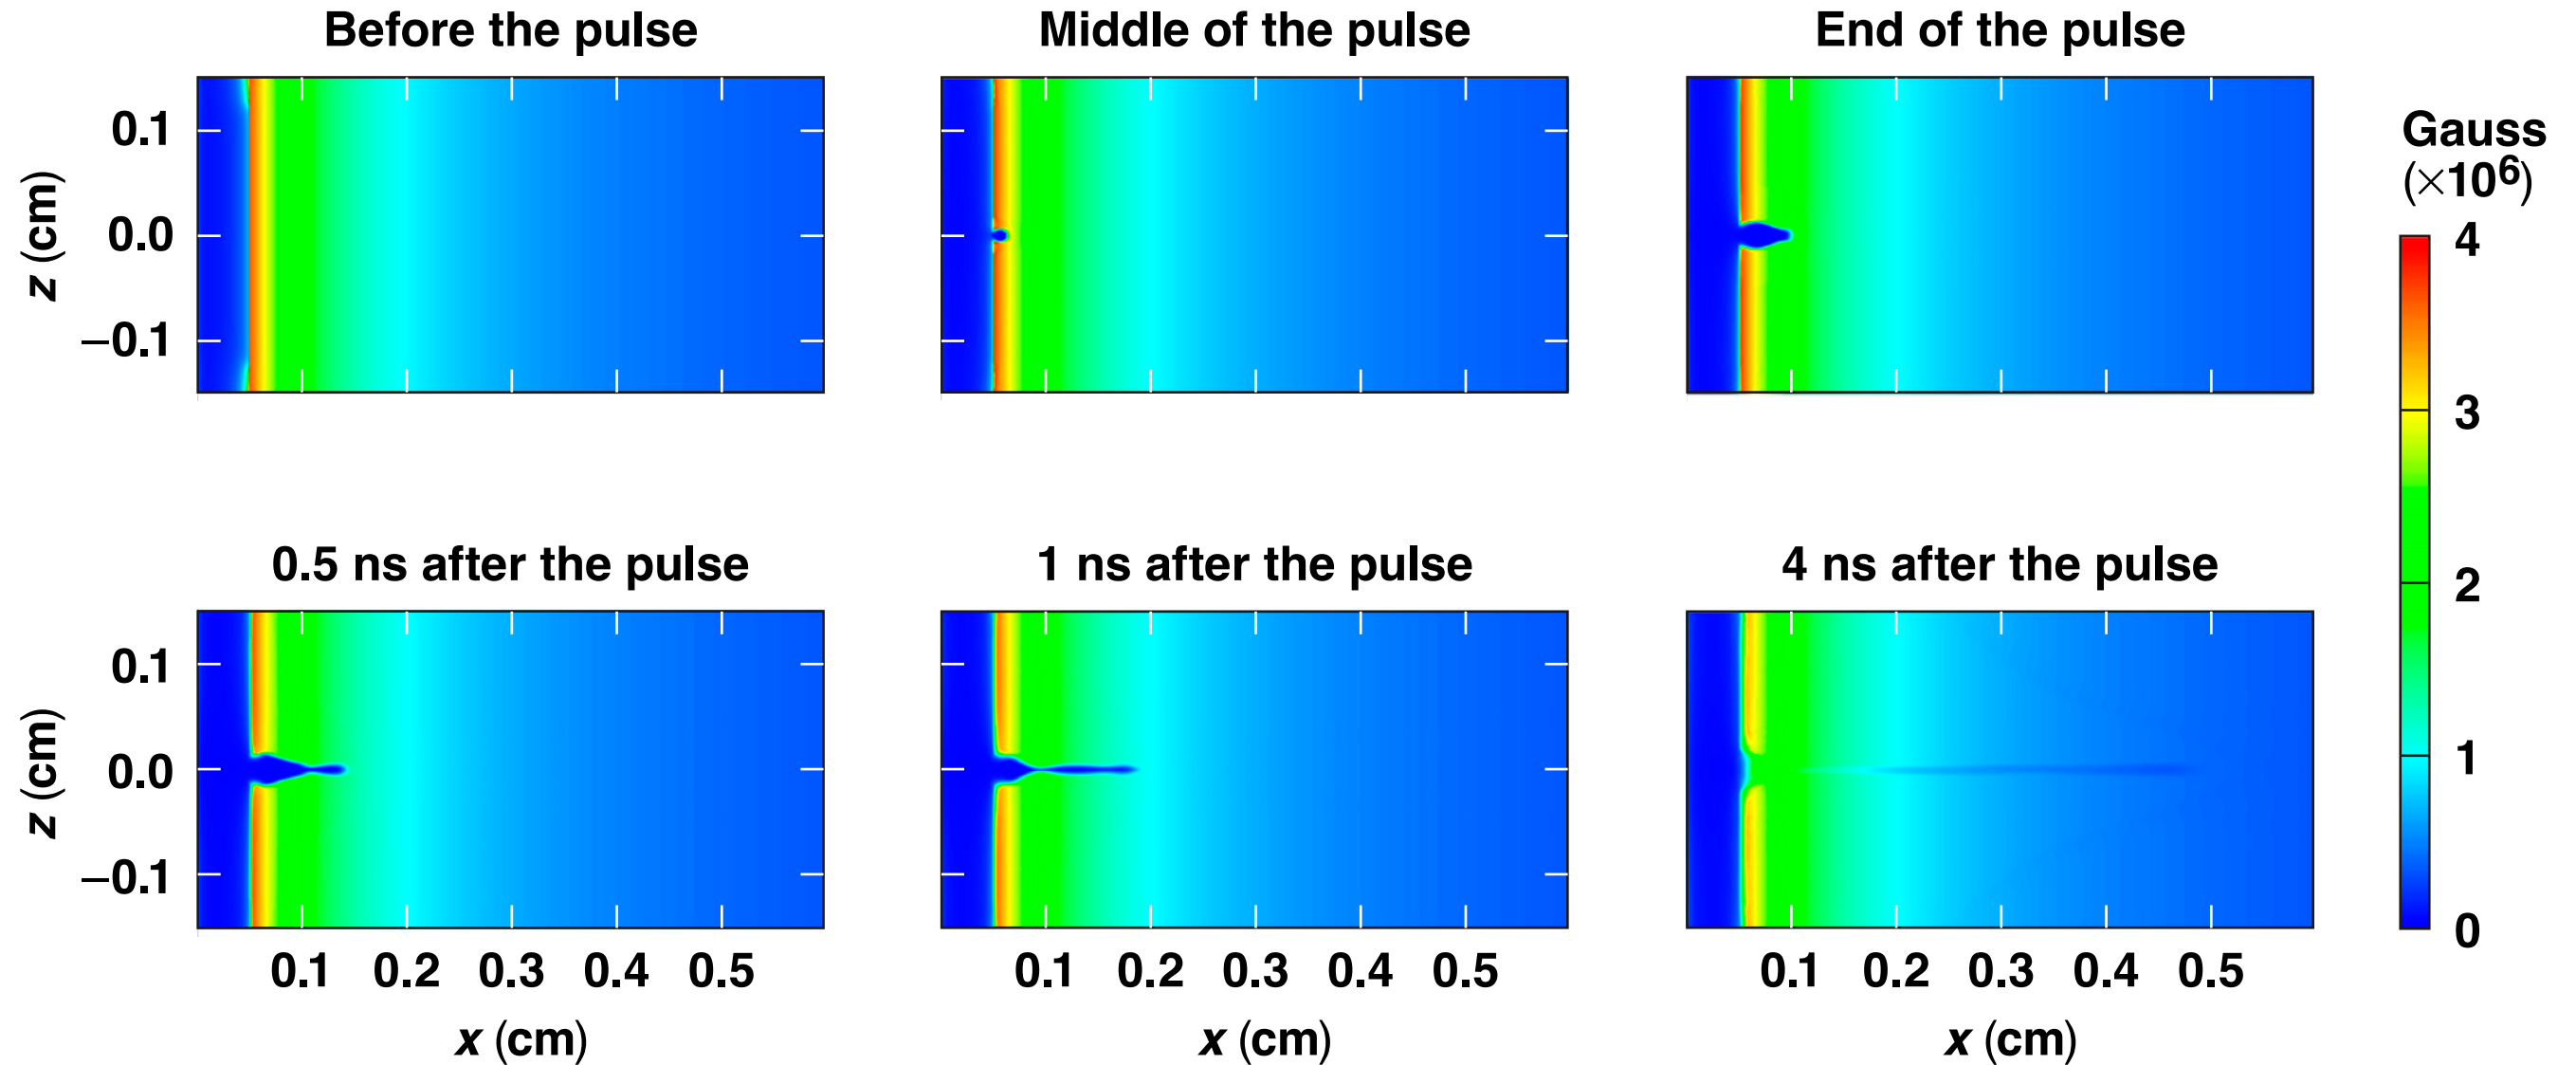 Before the pulse
Middle of the pulse
End of the pulse
Gauss
(×10⁶)
z (cm)
0.1
0.0
−0.1
4
3
2
1
0
0.5 ns after the pulse
1 ns after the pulse
4 ns after the pulse
z (cm)
0.1
0.0
−0.1
0.1 0.2 0.3 0.4 0.5
0.1 0.2 0.3 0.4 0.5
0.1 0.2 0.3 0.4 0.5
x (cm)
x (cm)
x (cm)